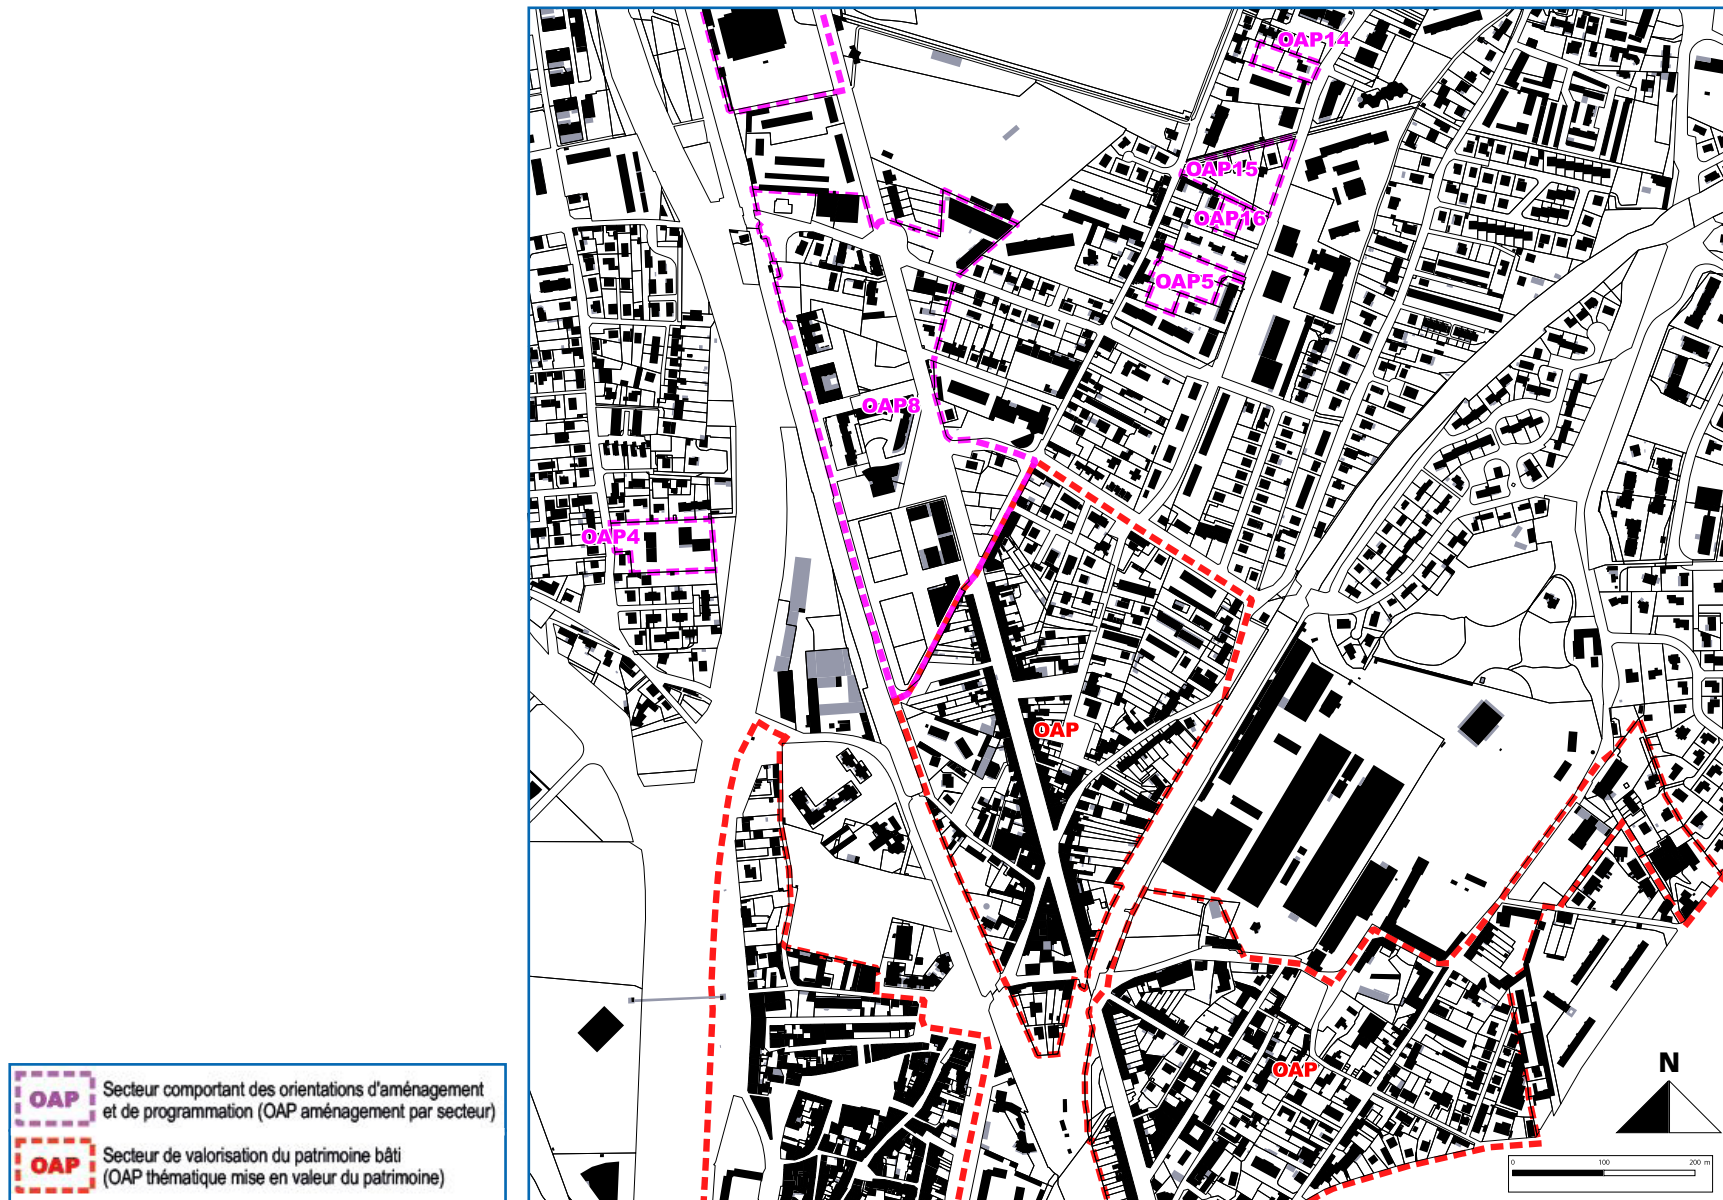 OAP14
OAP15
OAP16
OAP5
OAP8
OAP4
OAP
OAP
N
0 100 200 m
OAP Secteur comportant des orientations d'aménagement
et de programmation (OAP aménagement par secteur)
OAP Secteur de valorisation du patrimoine bâti
(OAP thématique mise en valeur du patrimoine)